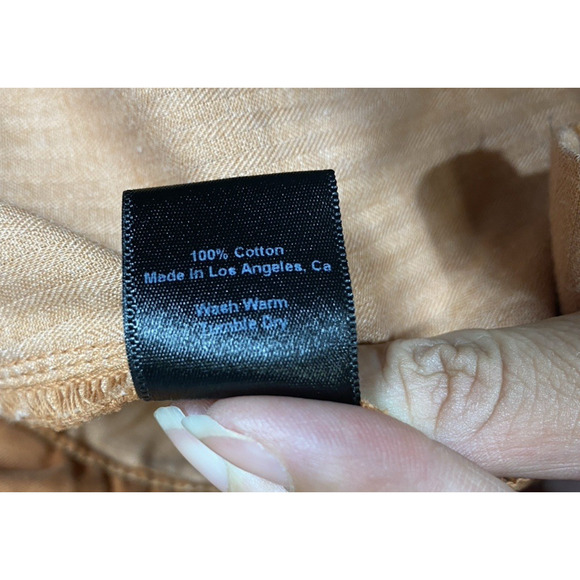 100% Cotton
Made in Los Angeles, Ca
Wash Warm
Tumble Dry